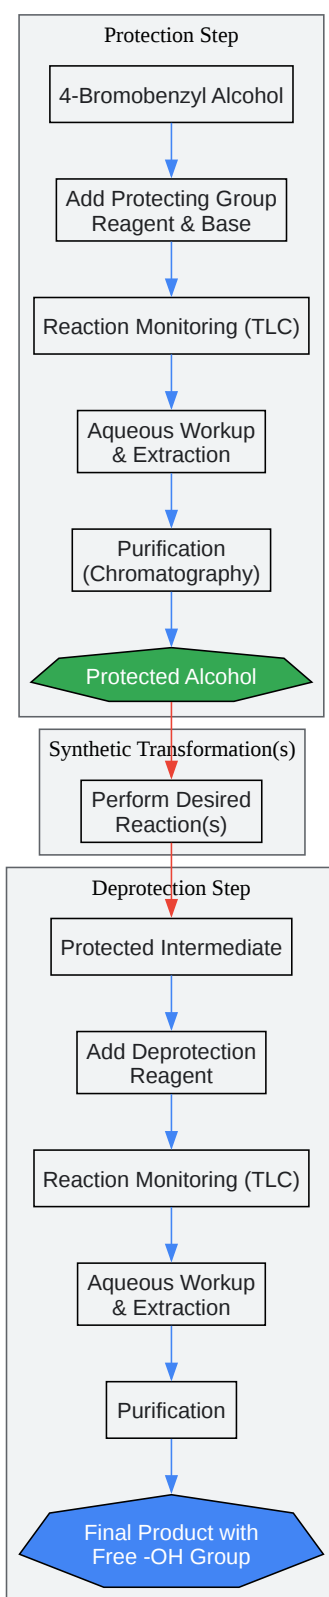 Protection Step
4-Bromobenzyl Alcohol
Add Protecting Group
Reagent & Base
Reaction Monitoring (TLC)
Aqueous Workup
& Extraction
Purification
(Chromatography)
Protected Alcohol
Synthetic Transformation(s)
Perform Desired
Reaction(s)
Deprotection Step
Protected Intermediate
Add Deprotection
Reagent
Reaction Monitoring (TLC)
Aqueous Workup
& Extraction
Purification
Final Product with
Free -OH Group